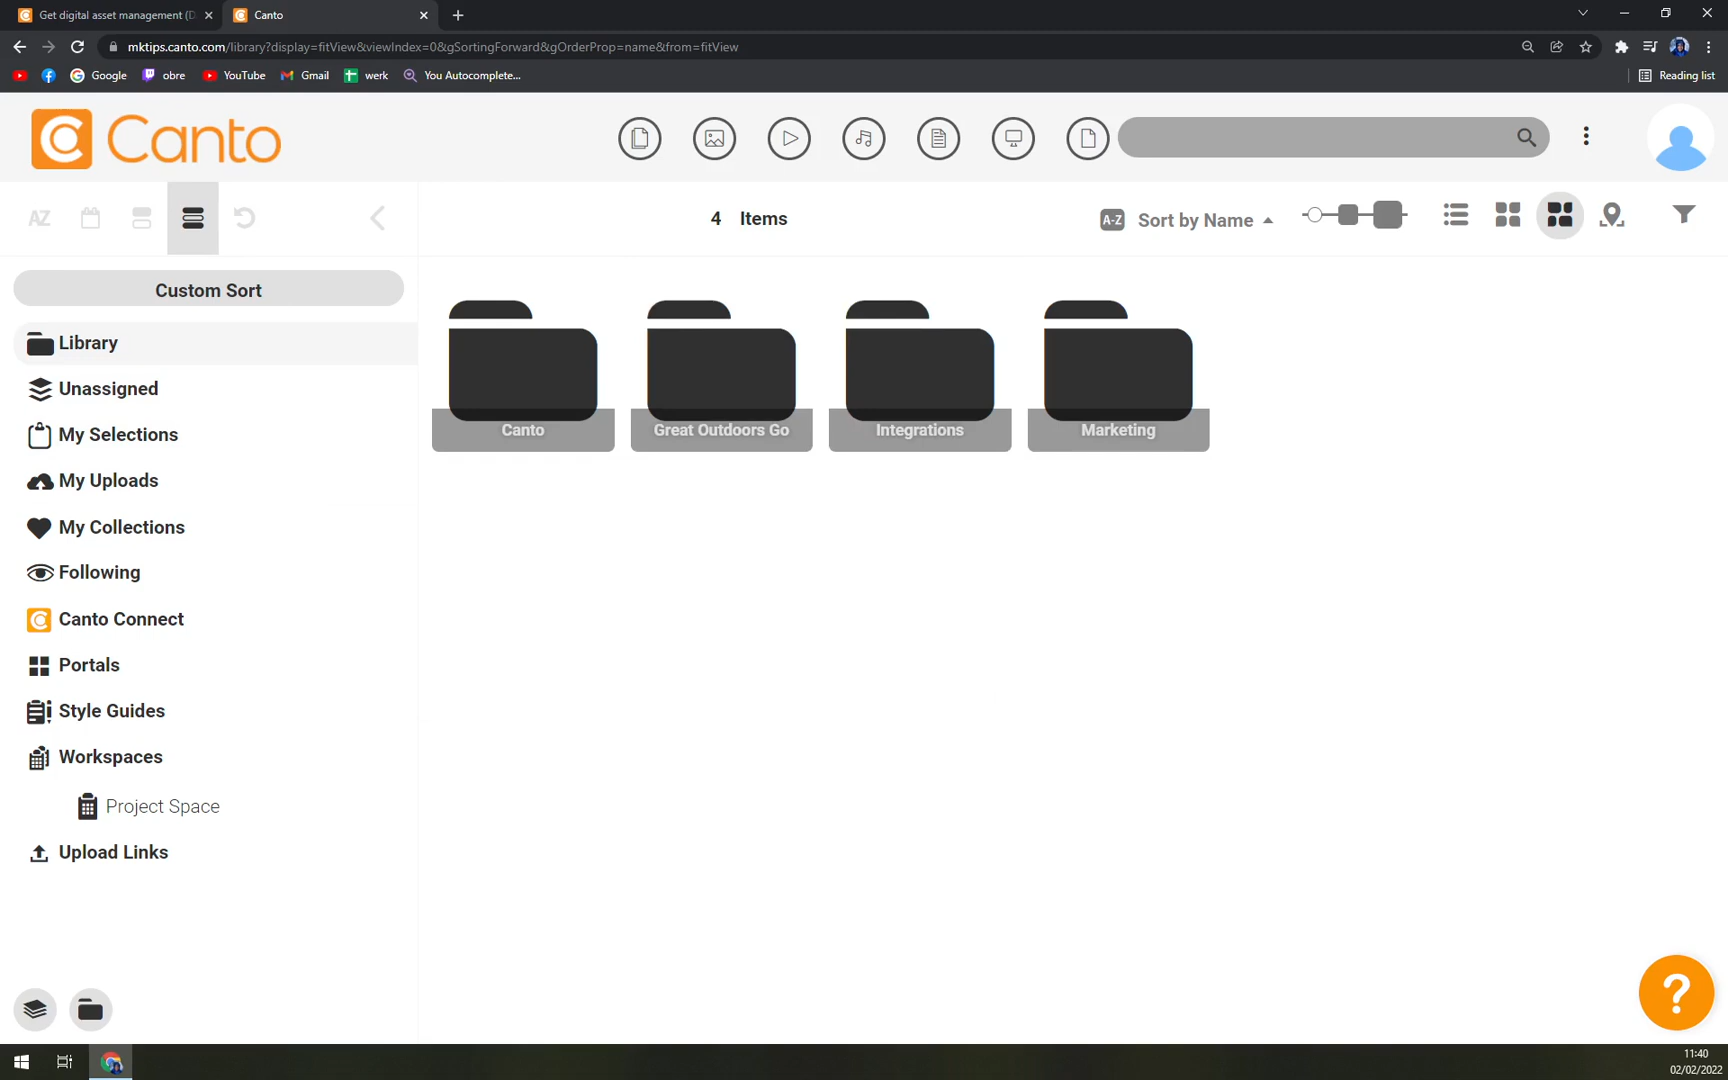 Get digital asset management (D
Canto
mktips.canto.com/library?display=fitView&viewIndex=0&gSortingForward&gOrderProp=name&from=fitView
Google
obre
YouTube
Gmail
werk
You Autocomplete...
Reading list
Canto
AZ
4 Items
A-Z Sort by Name
Custom Sort
Library
Unassigned
My Selections
My Uploads
My Collections
Following
Canto Connect
Portals
Style Guides
Workspaces
Project Space
Upload Links
Canto
Great Outdoors Go
Integrations
Marketing
?
11:40
02/02/2022